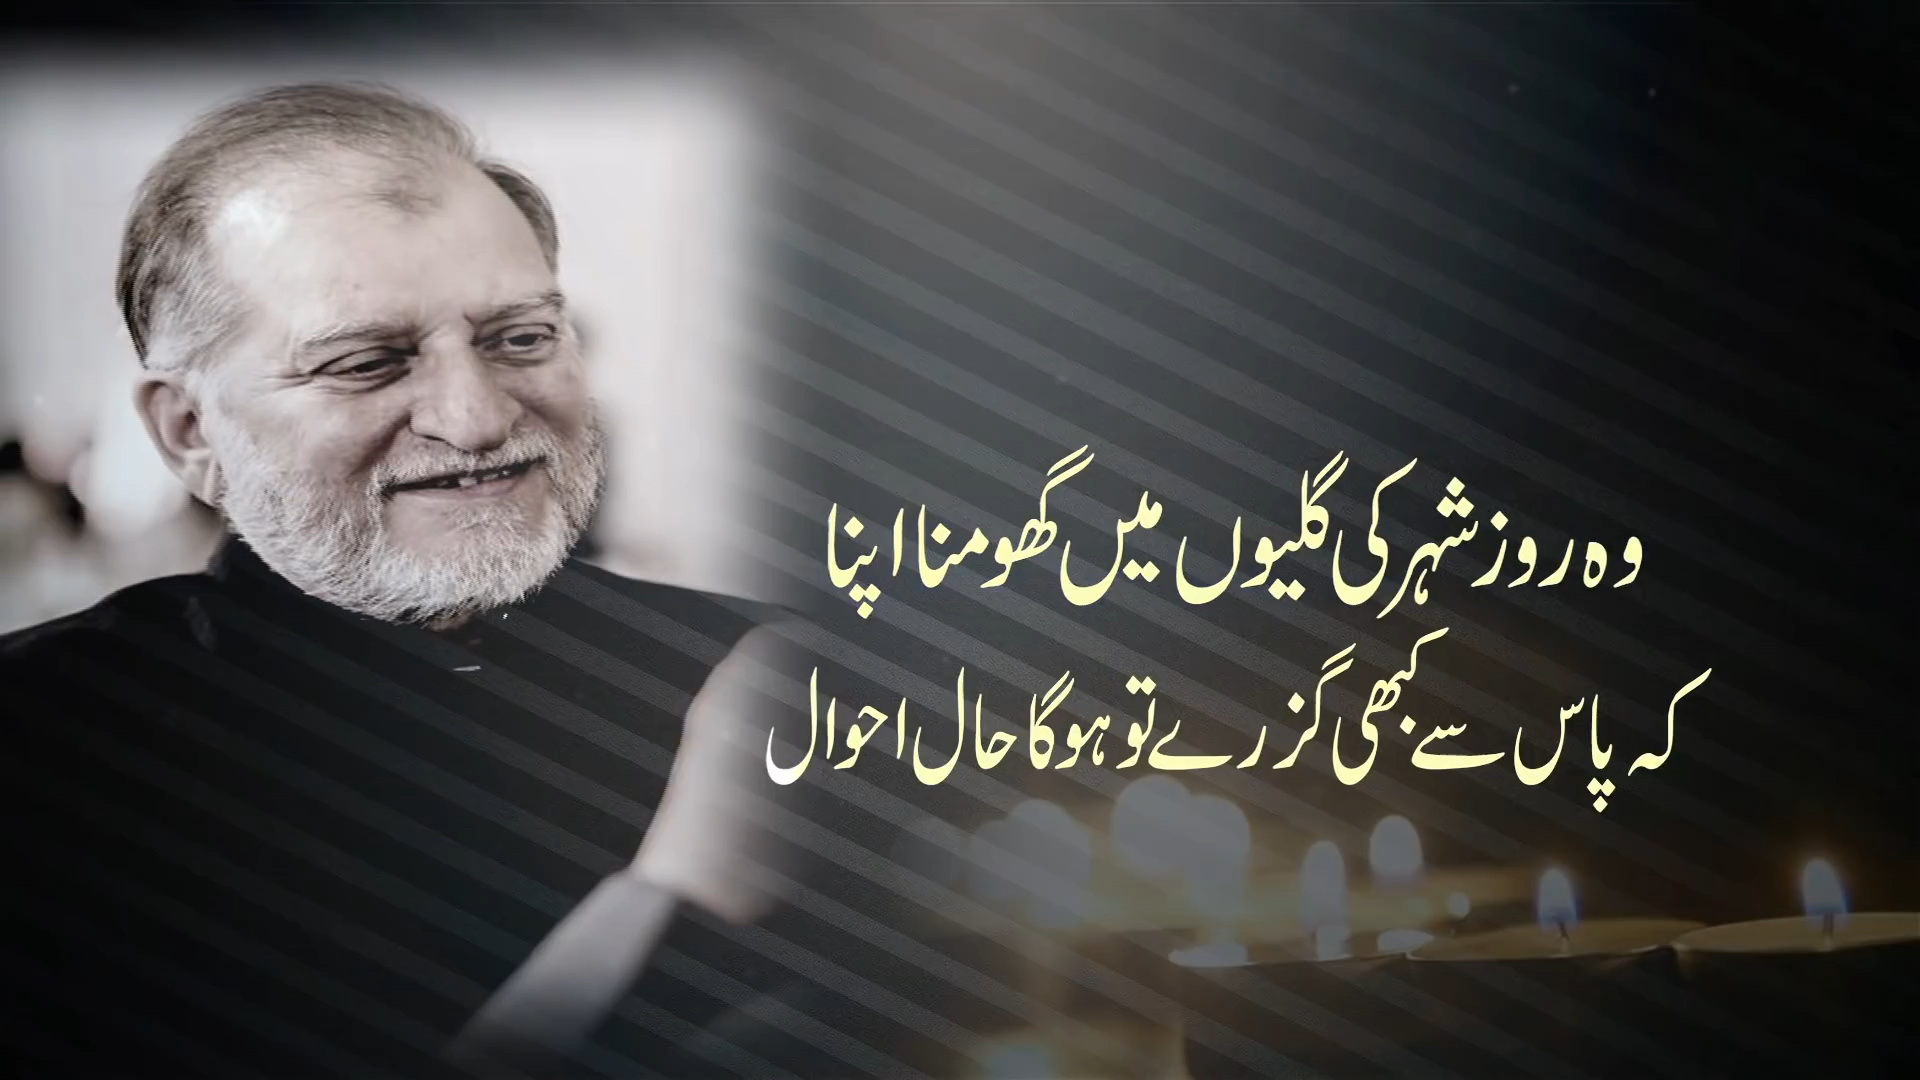 وہ روز شہر کی گلیوں میں گھومنا اپنا
کہ پاس سے کبھی گزرے تو ہوگا حال احوال